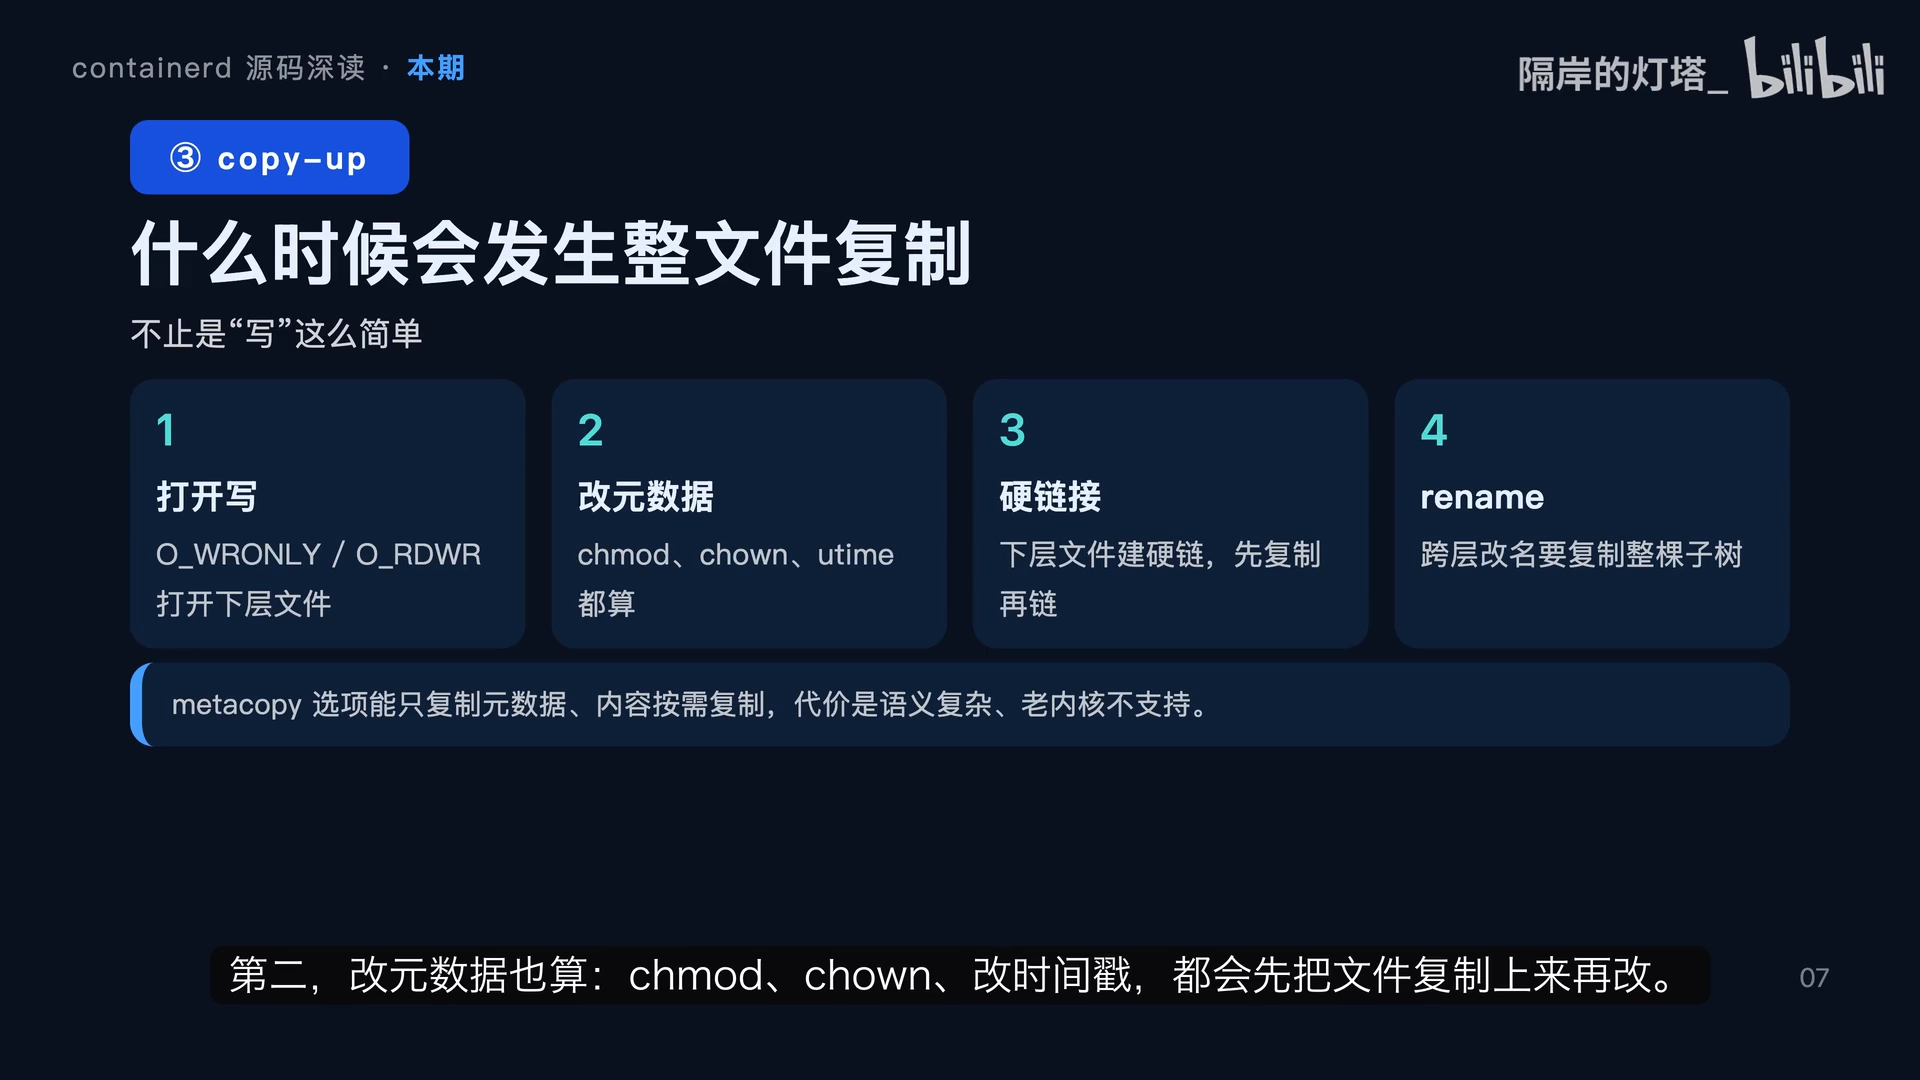 containerd 源码深读 · 本期
隔岸的灯塔_ bilibili
③ copy-up
什么时候会发生整文件复制
不止是“写”这么简单
1
打开写
O_WRONLY / O_RDWR
打开下层文件
2
改元数据
chmod、chown、utime
都算
3
硬链接
下层文件建硬链，先复制
再链
4
rename
跨层改名要复制整棵子树
metacopy 选项能只复制元数据、内容按需复制，代价是语义复杂、老内核不支持。
第二，改元数据也算：chmod、chown、改时间戳，都会先把文件复制上来再改。
07